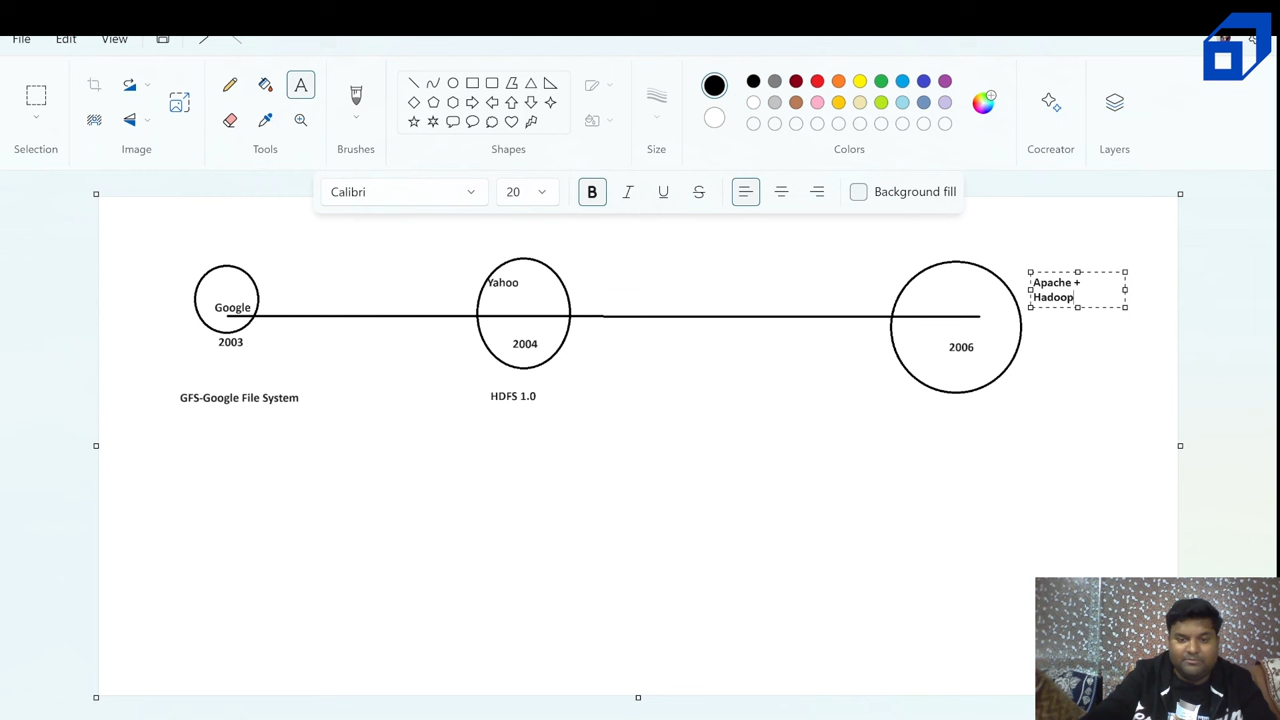 File Edit View
Calibri 20 B I U S Background fill
Selection Image Tools Brushes Shapes Size Colors Cocreator Layers
Yahoo
Apache +
Hadoop
Google
2003
2004
2006
GFS-Google File System
HDFS 1.0